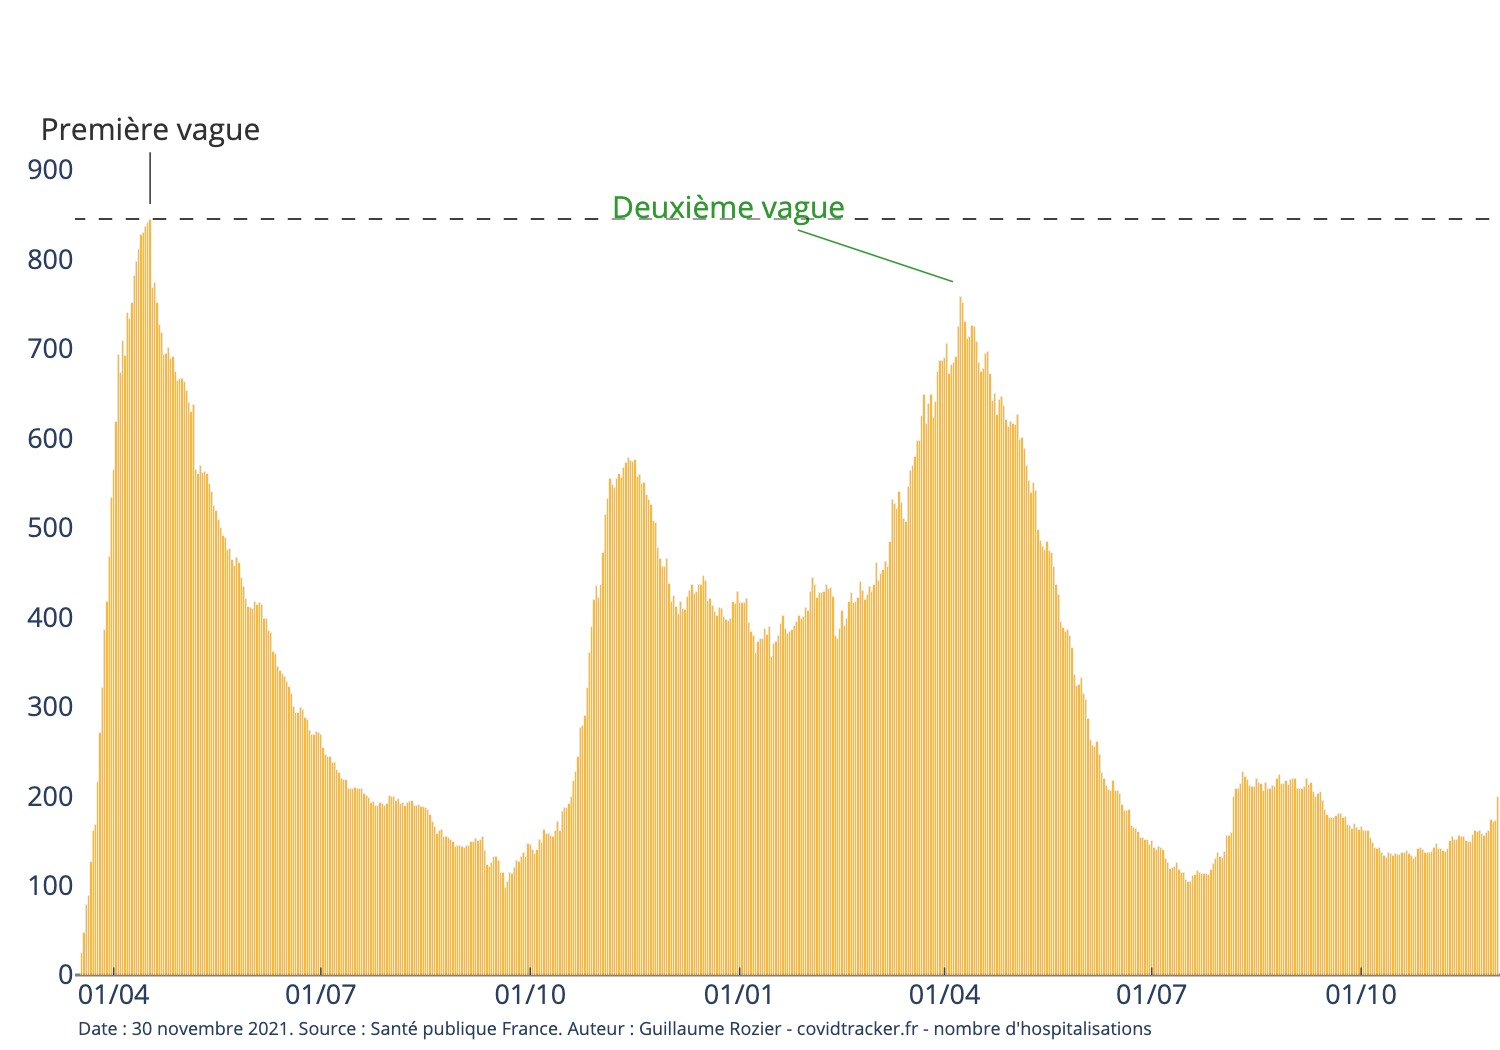 Première vague
900
Deuxième vague
800
700
600
500
400
300
200
100
0
01/04 01/07 01/10 01/01 01/04 01/07 01/10
Date : 30 novembre 2021. Source : Santé publique France. Auteur : Guillaume Rozier - covidtracker.fr - nombre d'hospitalisations